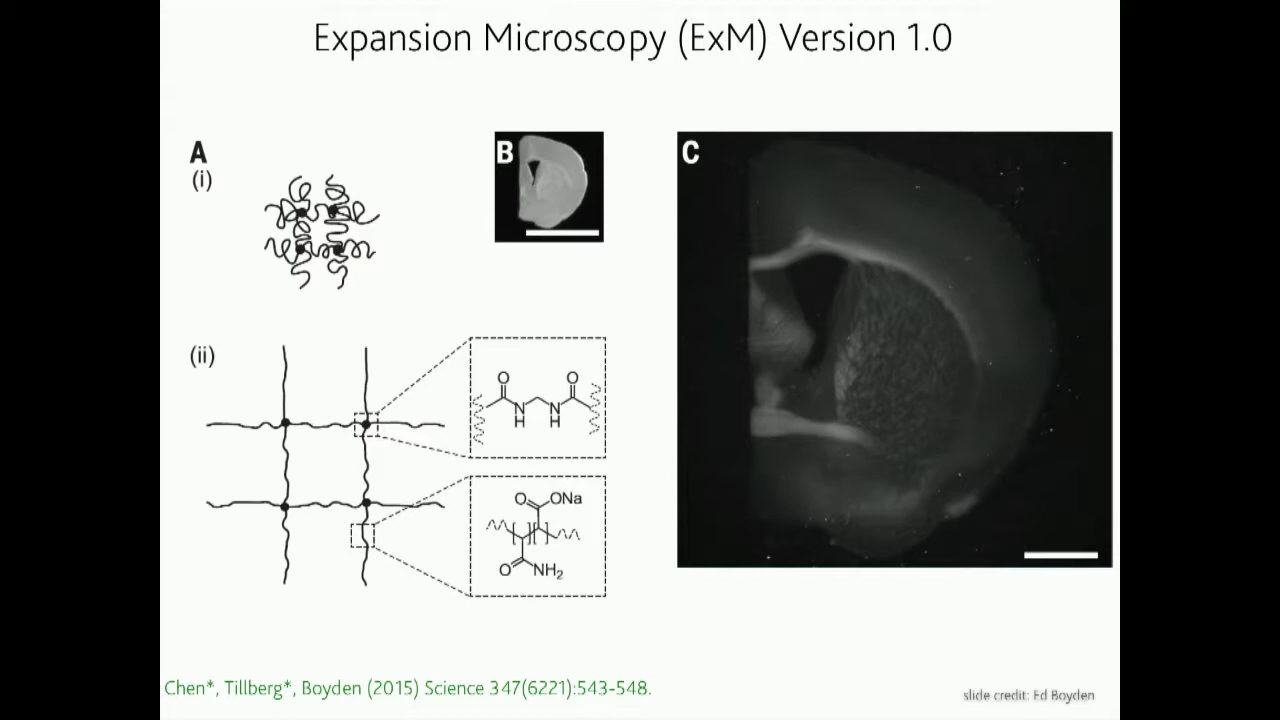 Expansion Microscopy (ExM) Version 1.0
A
(i)
B
C
(ii)
O
O
N
N
H
H
O
ONa
O
NH₂
Chen*, Tillberg*, Boyden (2015) Science 347(6221):543-548.
slide credit: Ed Boyden